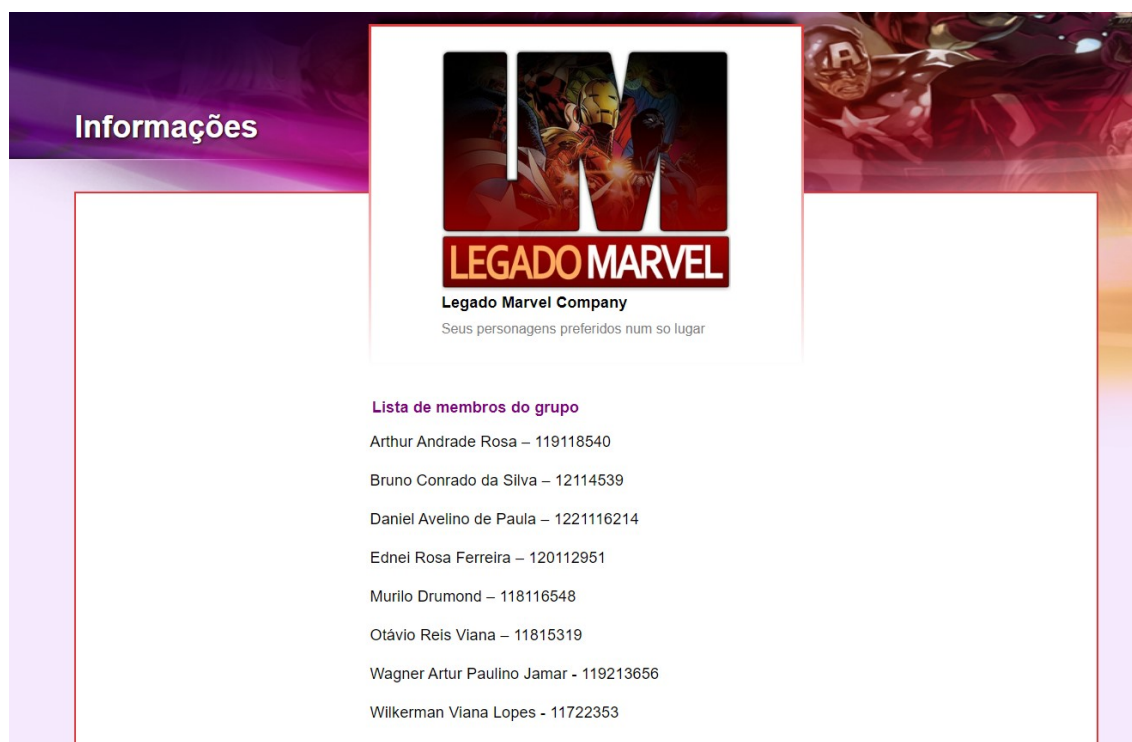 Informações
LM
LEGADO MARVEL
Legado Marvel Company
Seus personagens preferidos num so lugar
Lista de membros do grupo
Arthur Andrade Rosa – 119118540
Bruno Conrado da Silva – 12114539
Daniel Avelino de Paula – 1221116214
Ednei Rosa Ferreira – 120112951
Murilo Drumond – 118116548
Otávio Reis Viana – 11815319
Wagner Artur Paulino Jamar - 119213656
Wilkerman Viana Lopes - 11722353